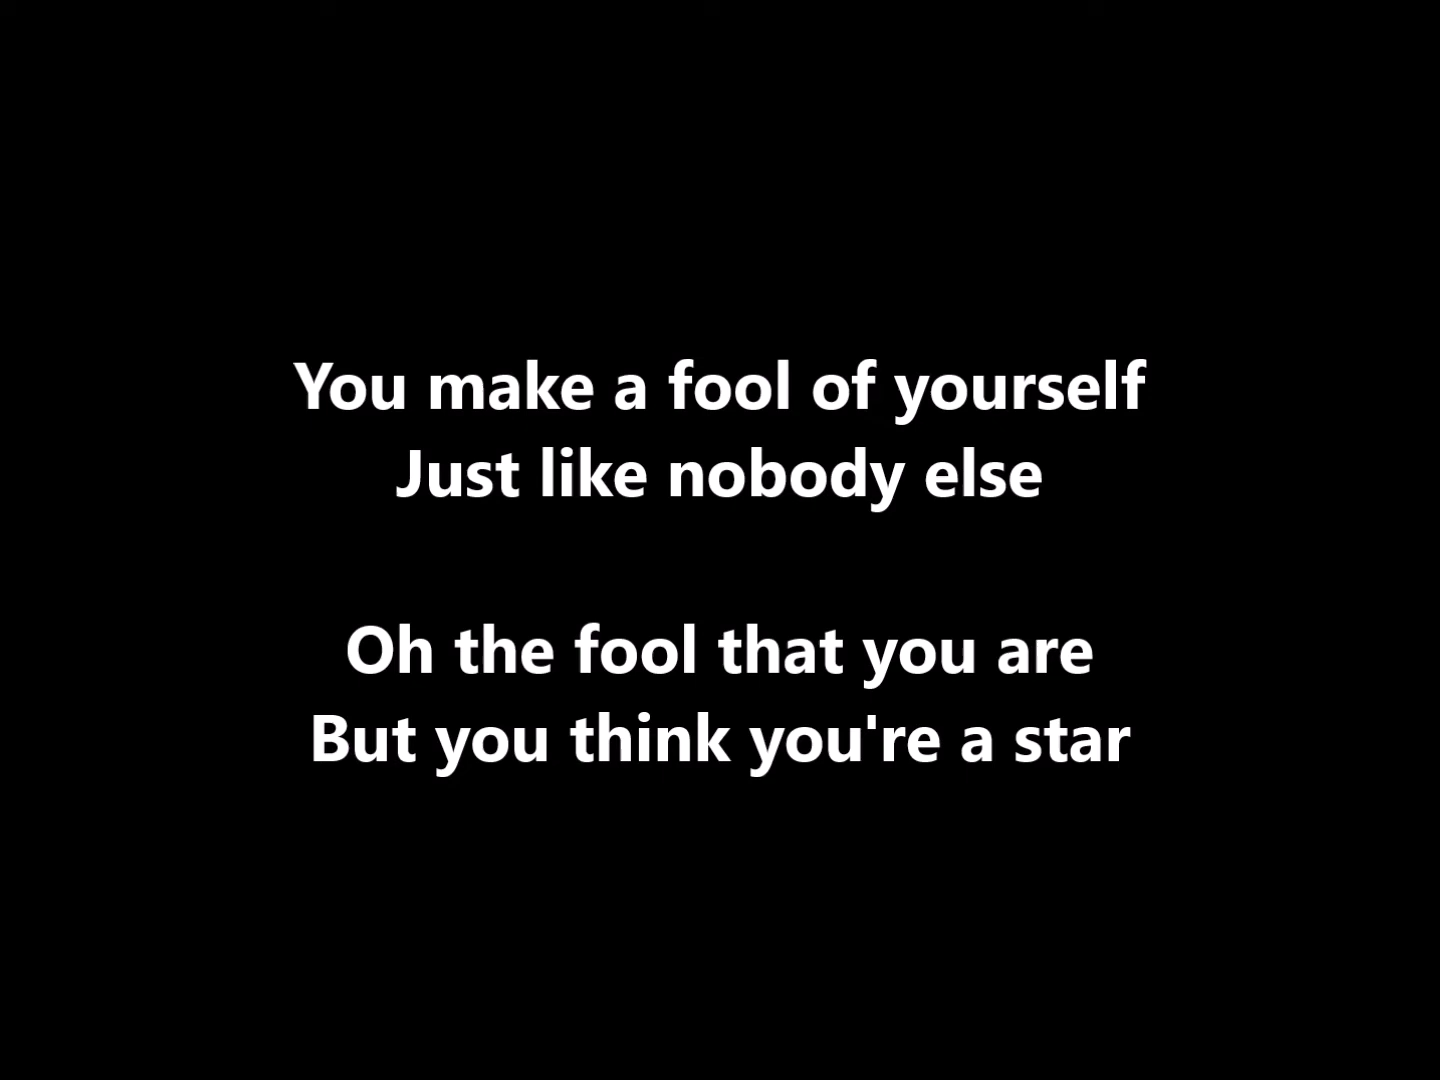 You make a fool of yourself
Just like nobody else
Oh the fool that you are
But you think you're a star